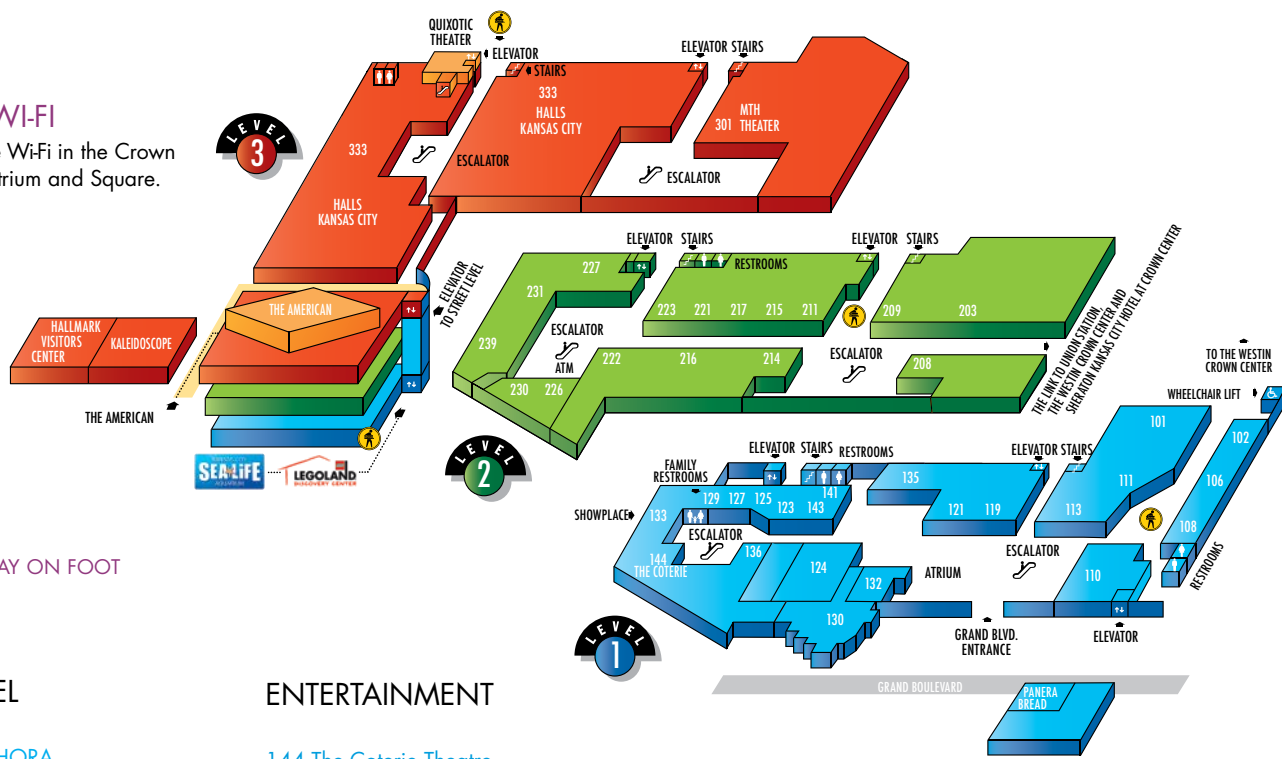 QUIXOTIC
THEATER
ELEVATOR
STAIRS
ELEVATOR STAIRS
WI-FI
e Wi-Fi in the Crown
trium and Square.
LEVEL
3
333
HALLS
KANSAS CITY
ESCALATOR
333
HALLS
KANSAS CITY
301
MTH
THEATER
ESCALATOR
ELEVATOR
TO STREET LEVEL
THE AMERICAN
HALLMARK
VISITORS
CENTER
KALEIDOSCOPE
THE AMERICAN
SEA LIFE
AQUARIUM
LEGOLAND
DISCOVERY CENTER
ELEVATOR STAIRS
RESTROOMS
ELEVATOR STAIRS
227
231
239
230
226
ESCALATOR
ATM
223
221
217
215
211
222
216
214
ESCALATOR
209
203
208
THE LINK TO UNION STATION,
THE WESTIN CROWN CENTER AND
SHERATON KANSAS CITY HOTEL AT CROWN CENTER
LEVEL
2
TO THE WESTIN
CROWN CENTER
WHEELCHAIR LIFT
ELEVATOR STAIRS RESTROOMS
FAMILY
RESTROOMS
SHOWPLACE
133
129
127
125
123
143
141
135
121
119
ELEVATOR STAIRS
101
111
113
102
106
108
RESTROOMS
ESCALATOR
144
THE COTERIE
136
124
132
130
ATRIUM
ESCALATOR
110
GRAND BLVD.
ENTRANCE
ELEVATOR
LEVEL
1
GRAND BOULEVARD
PANERA
BREAD
AY ON FOOT
EL
ENTERTAINMENT
HORA
144 The Coterie Theatre